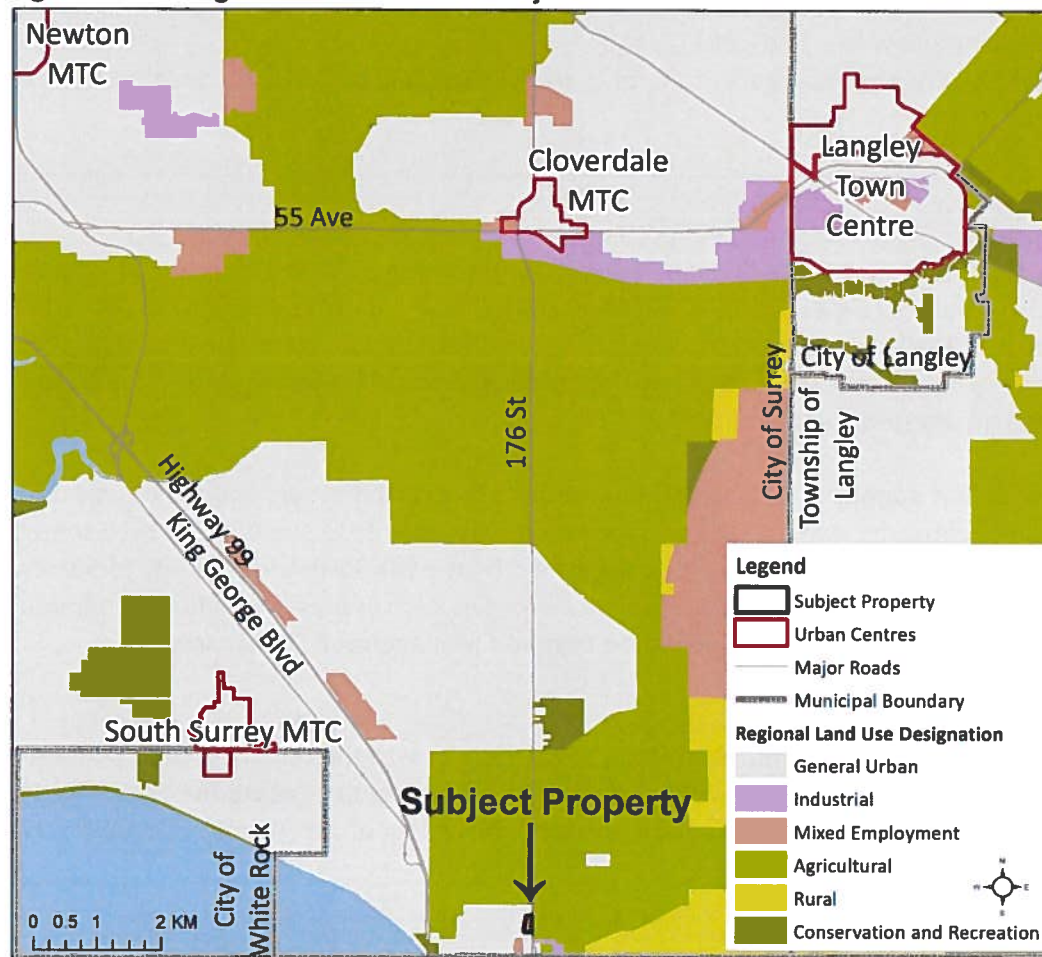 Newton
MTC
Cloverdale
MTC
Langley
Town
Centre
55 Ave
City of Langley
City of Surrey
Township of
Langley
176 St
Highway 99
King George Blvd
South Surrey MTC
Subject Property
City of
White Rock
0 0.5 1 2 KM
Legend
Subject Property
Urban Centres
Major Roads
Municipal Boundary
Regional Land Use Designation
General Urban
Industrial
Mixed Employment
Agricultural
Rural
Conservation and Recreation
N
W
E
S